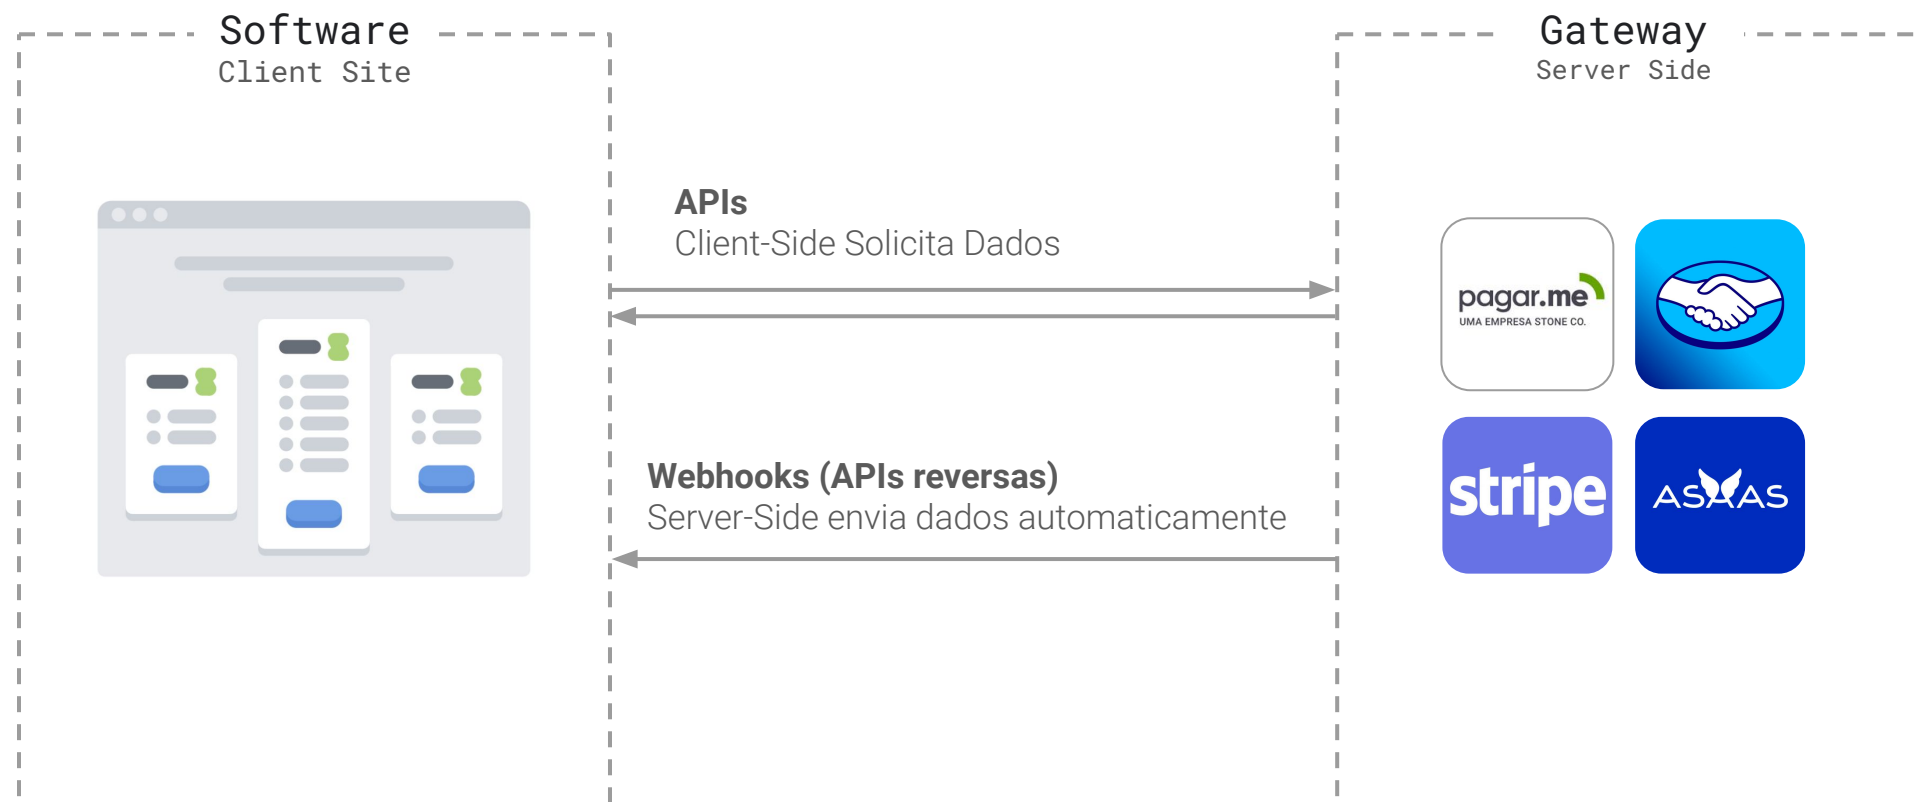 Software
Client Site
Gateway
Server Side
APIs
Client-Side Solicita Dados
pagar.me
UMA EMPRESA STONE CO.
Webhooks (APIs reversas)
Server-Side envia dados automaticamente
stripe
ASAAS